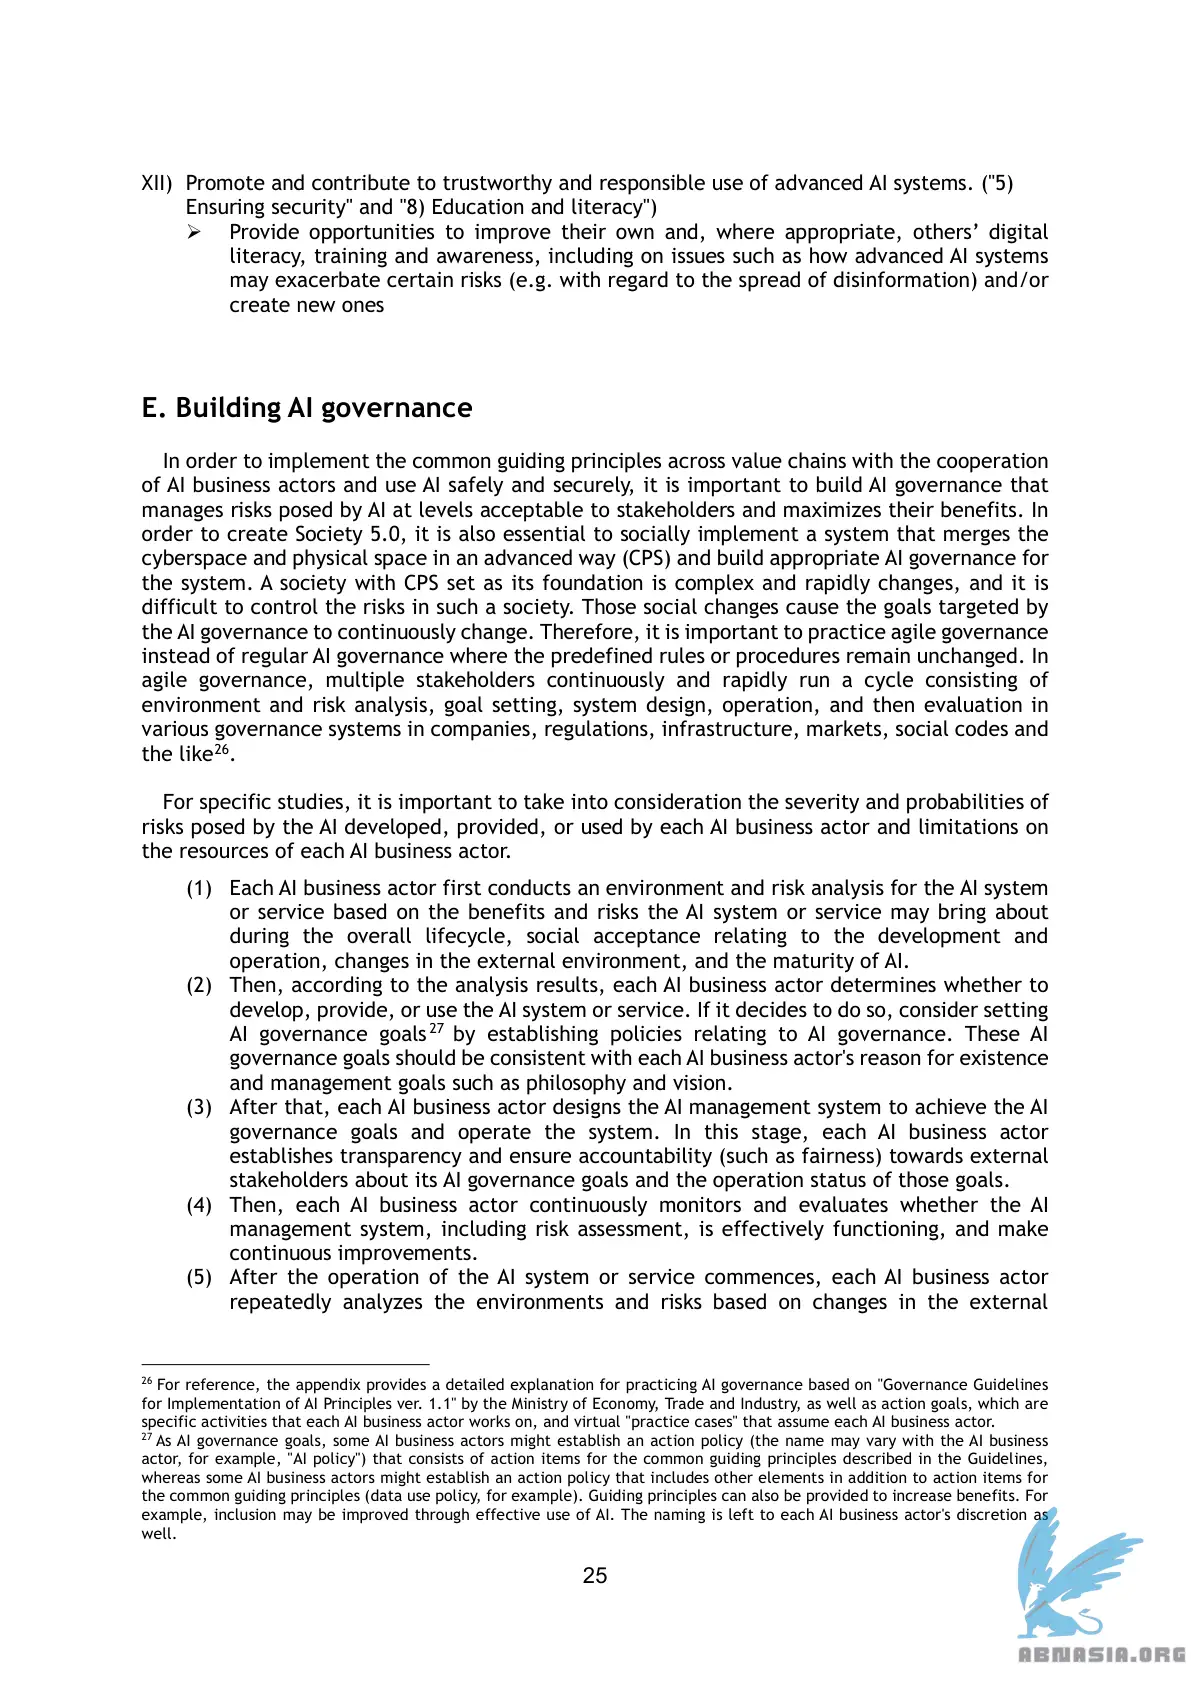 XII) Promote and contribute to trustworthy and responsible use of advanced AI systems. ("5)
Ensuring security" and "8) Education and literacy")
➢ Provide opportunities to improve their own and, where appropriate, others’ digital
literacy, training and awareness, including on issues such as how advanced AI systems
may exacerbate certain risks (e.g. with regard to the spread of disinformation) and/or
create new ones
E. Building AI governance
In order to implement the common guiding principles across value chains with the cooperation
of AI business actors and use AI safely and securely, it is important to build AI governance that
manages risks posed by AI at levels acceptable to stakeholders and maximizes their benefits. In
order to create Society 5.0, it is also essential to socially implement a system that merges the
cyberspace and physical space in an advanced way (CPS) and build appropriate AI governance for
the system. A society with CPS set as its foundation is complex and rapidly changes, and it is
difficult to control the risks in such a society. Those social changes cause the goals targeted by
the AI governance to continuously change. Therefore, it is important to practice agile governance
instead of regular AI governance where the predefined rules or procedures remain unchanged. In
agile governance, multiple stakeholders continuously and rapidly run a cycle consisting of
environment and risk analysis, goal setting, system design, operation, and then evaluation in
various governance systems in companies, regulations, infrastructure, markets, social codes and
the like26.
For specific studies, it is important to take into consideration the severity and probabilities of
risks posed by the AI developed, provided, or used by each AI business actor and limitations on
the resources of each AI business actor.
(1) Each AI business actor first conducts an environment and risk analysis for the AI system
or service based on the benefits and risks the AI system or service may bring about
during the overall lifecycle, social acceptance relating to the development and
operation, changes in the external environment, and the maturity of AI.
(2) Then, according to the analysis results, each AI business actor determines whether to
develop, provide, or use the AI system or service. If it decides to do so, consider setting
AI governance goals27 by establishing policies relating to AI governance. These AI
governance goals should be consistent with each AI business actor's reason for existence
and management goals such as philosophy and vision.
(3) After that, each AI business actor designs the AI management system to achieve the AI
governance goals and operate the system. In this stage, each AI business actor
establishes transparency and ensure accountability (such as fairness) towards external
stakeholders about its AI governance goals and the operation status of those goals.
(4) Then, each AI business actor continuously monitors and evaluates whether the AI
management system, including risk assessment, is effectively functioning, and make
continuous improvements.
(5) After the operation of the AI system or service commences, each AI business actor
repeatedly analyzes the environments and risks based on changes in the external
26 For reference, the appendix provides a detailed explanation for practicing AI governance based on "Governance Guidelines
for Implementation of AI Principles ver. 1.1" by the Ministry of Economy, Trade and Industry, as well as action goals, which are
specific activities that each AI business actor works on, and virtual "practice cases" that assume each AI business actor.
27 As AI governance goals, some AI business actors might establish an action policy (the name may vary with the AI business
actor, for example, "AI policy") that consists of action items for the common guiding principles described in the Guidelines,
whereas some AI business actors might establish an action policy that includes other elements in addition to action items for
the common guiding principles (data use policy, for example). Guiding principles can also be provided to increase benefits. For
example, inclusion may be improved through effective use of AI. The naming is left to each AI business actor's discretion as
well.
25
ABNASIA.ORG